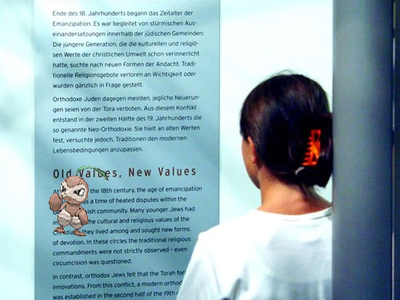 Ende des 18. Jahrhunderts begann das Zeitalter der
Emanzipation. Es war begleitet von stürmischen Aus-
einandersetzungen innerhalb der jüdischen Gemeinden:
Die jüngere Generation, die die kulturellen und religiö-
sen Werte der christlichen Umwelt schon verinnerlicht
hatte, suchte nach neuen Formen der Andacht. Tradi-
tionelle Religionsgebote verloren an Wichtigkeit oder
wurden gänzlich in Frage gestellt.
Orthodoxe Juden dagegen meinten, jegliche Neuerun-
gen seien von der Tora verboten. Aus diesem Konflikt
entstand in der zweiten Hälfte des 19. Jahrhunderts die
so genannte Neo-Orthodoxie. Sie hielt an alten Werten
fest, versuchte jedoch, Traditionen den modernen
Lebensbedingungen anzupassen.
Old Values, New Values
the 18th century, the age of emancipation
as a time of heated disputes within the
community. Many younger Jews had
the cultural and religious values of the
they lived among and sought new forms
of devotion. In these circles the traditional religious
commandments were not strictly observed – even
circumcision was questioned.
In contrast, orthodox Jews felt that the Torah for
innovations. From this conflict, a modern orthodo
was established in the second half of the 19th